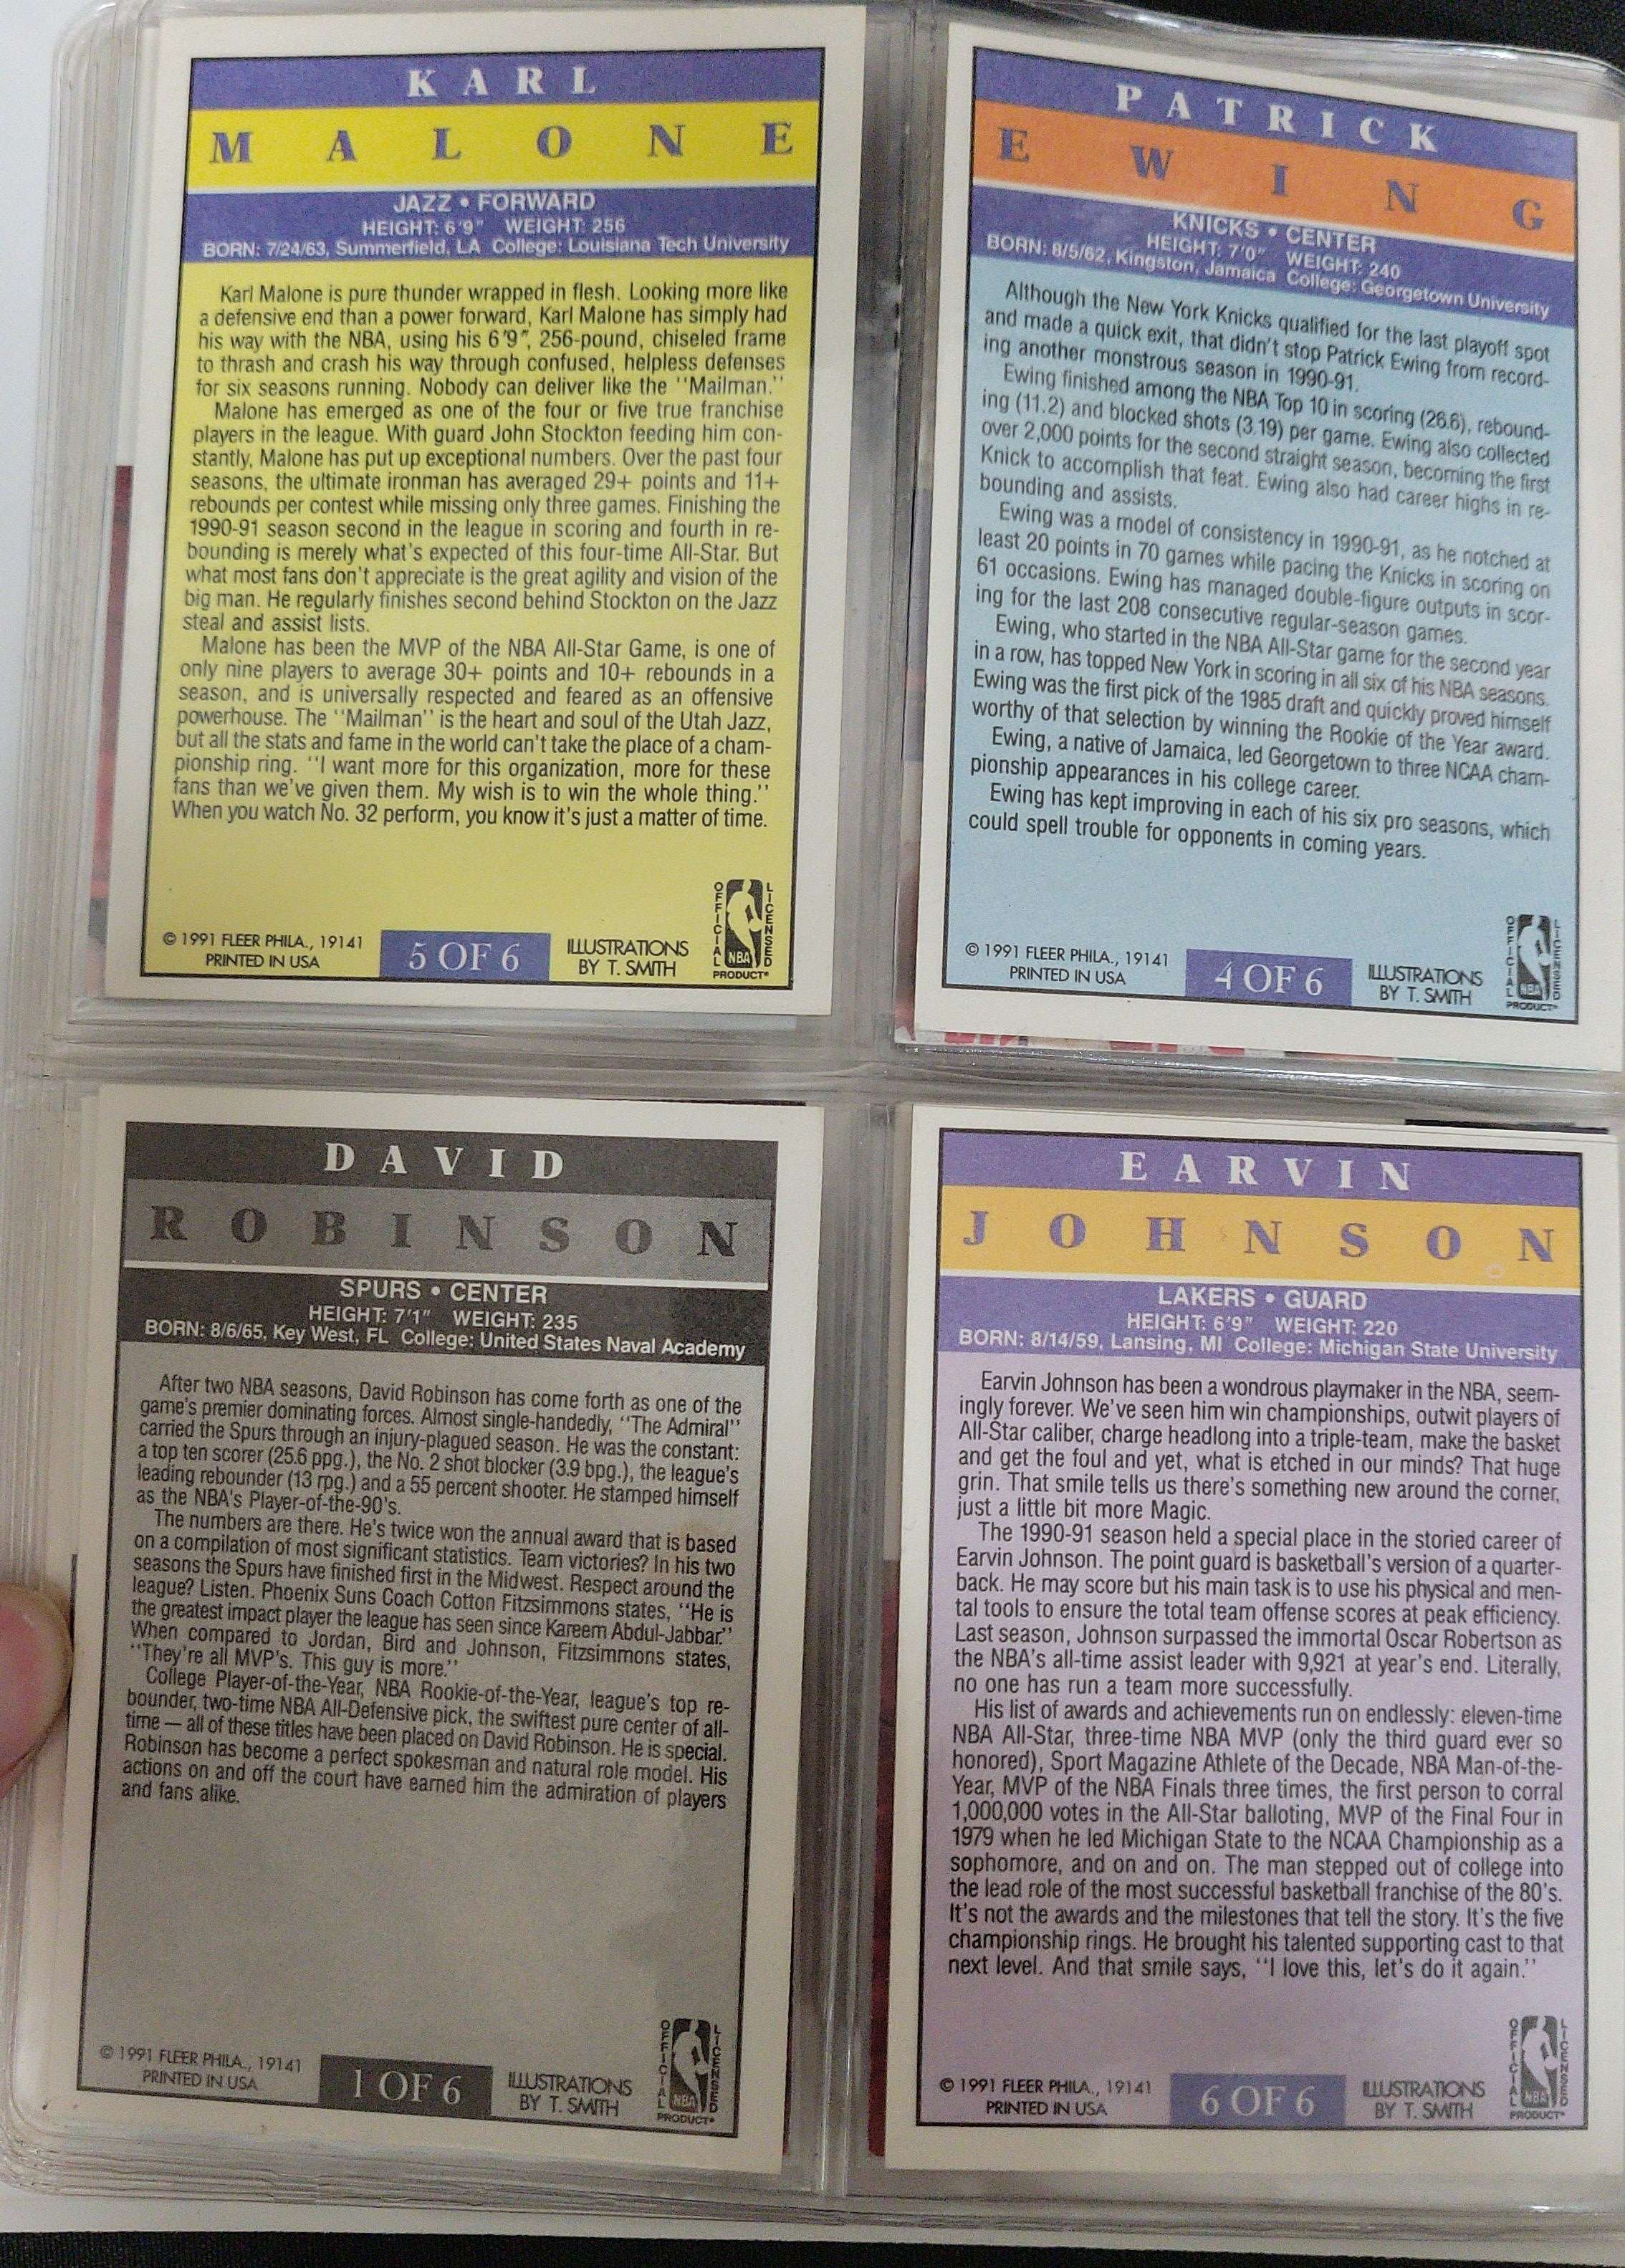 KARL
MALONE
JAZZ • FORWARD
HEIGHT: 6'9" WEIGHT: 256
BORN: 7/24/63, Summerfield, LA College: Louisiana Tech University
Karl Malone is pure thunder wrapped in flesh. Looking more like
a defensive end than a power forward, Karl Malone has simply had
his way with the NBA, using his 6'9", 256-pound, chiseled frame
to thrash and crash his way through confused, helpless defenses
for six seasons running. Nobody can deliver like the "Mailman."
Malone has emerged as one of the four or five true franchise
players in the league. With guard John Stockton feeding him con-
stantly, Malone has put up exceptional numbers. Over the past four
seasons, the ultimate ironman has averaged 29+ points and 11+
rebounds per contest while missing only three games. Finishing the
1990-91 season second in the league in scoring and fourth in re-
bounding is merely what's expected of this four-time All-Star. But
what most fans don't appreciate is the great agility and vision of the
big man. He regularly finishes second behind Stockton on the Jazz
steal and assist lists.
Malone has been the MVP of the NBA All-Star Game, is one of
only nine players to average 30+ points and 10+ rebounds in a
season, and is universally respected and feared as an offensive
powerhouse. The "Mailman" is the heart and soul of the Utah Jazz,
but all the stats and fame in the world can't take the place of a cham-
pionship ring. "I want more for this organization, more for these
fans than we've given them. My wish is to win the whole thing."
When you watch No. 32 perform, you know it's just a matter of time.
© 1991 FLEER PHILA., 19141
PRINTED IN USA
5 OF 6
ILLUSTRATIONS
BY T. SMITH
OFFICIAL
LICENSED
NBA
PRODUCT®
PATRICK
EWING
KNICKS • CENTER
HEIGHT: 7'0" WEIGHT: 240
BORN: 8/5/62, Kingston, Jamaica College: Georgetown University
Although the New York Knicks qualified for the last playoff spot
and made a quick exit, that didn't stop Patrick Ewing from record-
ing another monstrous season in 1990-91.
Ewing finished among the NBA Top 10 in scoring (26.6), rebound-
ing (11.2) and blocked shots (3.19) per game. Ewing also collected
over 2,000 points for the second straight season, becoming the first
Knick to accomplish that feat. Ewing also had career highs in re-
bounding and assists.
Ewing was a model of consistency in 1990-91, as he notched at
least 20 points in 70 games while pacing the Knicks in scoring on
61 occasions. Ewing has managed double-figure outputs in scor-
ing for the last 208 consecutive regular-season games.
Ewing, who started in the NBA All-Star game for the second year
in a row, has topped New York in scoring in all six of his NBA seasons.
Ewing was the first pick of the 1985 draft and quickly proved himself
worthy of that selection by winning the Rookie of the Year award.
Ewing, a native of Jamaica, led Georgetown to three NCAA cham-
pionship appearances in his college career.
Ewing has kept improving in each of his six pro seasons, which
could spell trouble for opponents in coming years.
© 1991 FLEER PHILA., 19141
PRINTED IN USA
4 OF 6
ILLUSTRATIONS
BY T. SMITH
OFFICIAL
LICENSED
NBA
PRODUCT®
DAVID
ROBINSON
SPURS • CENTER
HEIGHT: 7'1" WEIGHT: 235
BORN: 8/6/65, Key West, FL College: United States Naval Academy
After two NBA seasons, David Robinson has come forth as one of the
game's premier dominating forces. Almost single-handedly, "The Admiral"
carried the Spurs through an injury-plagued season. He was the constant:
a top ten scorer (25.6 ppg.), the No. 2 shot blocker (3.9 bpg.), the league's
leading rebounder (13 rpg.) and a 55 percent shooter. He stamped himself
as the NBA's Player-of-the-90's.
The numbers are there. He's twice won the annual award that is based
on a compilation of most significant statistics. Team victories? In his two
seasons the Spurs have finished first in the Midwest. Respect around the
league? Listen. Phoenix Suns Coach Cotton Fitzsimmons states, "He is
the greatest impact player the league has seen since Kareem Abdul-Jabbar."
When compared to Jordan, Bird and Johnson, Fitzsimmons states,
"They're all MVP's. This guy is more."
College Player-of-the-Year, NBA Rookie-of-the-Year, league's top re-
bounder, two-time NBA All-Defensive pick, the swiftest pure center of all-
time — all of these titles have been placed on David Robinson. He is special.
Robinson has become a perfect spokesman and natural role model. His
actions on and off the court have earned him the admiration of players
and fans alike.
© 1991 FLEER PHILA., 19141
PRINTED IN USA
1 OF 6
ILLUSTRATIONS
BY T. SMITH
OFFICIAL
LICENSED
NBA
PRODUCT®
EARVIN
JOHNSON
LAKERS • GUARD
HEIGHT: 6'9" WEIGHT: 220
BORN: 8/14/59, Lansing, MI College: Michigan State University
Earvin Johnson has been a wondrous playmaker in the NBA, seem-
ingly forever. We've seen him win championships, outwit players of
All-Star caliber, charge headlong into a triple-team, make the basket
and get the foul and yet, what is etched in our minds? That huge
grin. That smile tells us there's something new around the corner,
just a little bit more Magic.
The 1990-91 season held a special place in the storied career of
Earvin Johnson. The point guard is basketball's version of a quarter-
back. He may score but his main task is to use his physical and men-
tal tools to ensure the total team offense scores at peak efficiency.
Last season, Johnson surpassed the immortal Oscar Robertson as
the NBA's all-time assist leader with 9,921 at year's end. Literally,
no one has run a team more successfully.
His list of awards and achievements run on endlessly: eleven-time
NBA All-Star, three-time NBA MVP (only the third guard ever so
honored), Sport Magazine Athlete of the Decade, NBA Man-of-the-
Year, MVP of the NBA Finals three times, the first person to corral
1,000,000 votes in the All-Star balloting, MVP of the Final Four in
1979 when he led Michigan State to the NCAA Championship as a
sophomore, and on and on. The man stepped out of college into
the lead role of the most successful basketball franchise of the 80's.
It's not the awards and the milestones that tell the story. It's the five
championship rings. He brought his talented supporting cast to that
next level. And that smile says, "I love this, let's do it again."
© 1991 FLEER PHILA., 19141
PRINTED IN USA
6 OF 6
ILLUSTRATIONS
BY T. SMITH
OFFICIAL
LICENSED
NBA
PRODUCT®